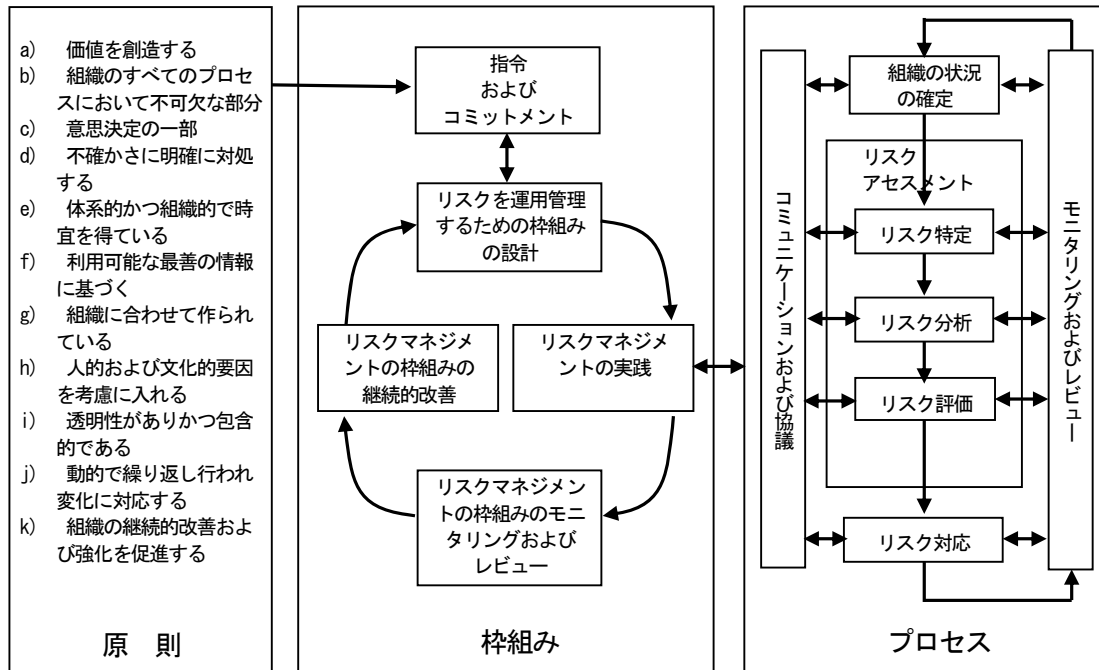 a) 価値を創造する
b) 組織のすべてのプロセ
スにおいて不可欠な部分
c) 意思決定の一部
d) 不確かさに明確に対処
する
e) 体系的かつ組織的で時
宜を得ている
f) 利用可能な最善の情報
に基づく
g) 組織に合わせて作られ
ている
h) 人的および文化的要因
を考慮に入れる
i) 透明性がありかつ包含
的である
j) 動的で繰り返し行われ
変化に対応する
k) 組織の継続的改善およ
び強化を促進する
原 則
指令
および
コミットメント
リスクを運用管理
するための枠組み
の設計
リスクマネジメ
ントの枠組みの
継続的改善
リスクマネジメ
ントの実践
リスクマネジメン
トの枠組みのモニ
タリングおよび
レビュー
枠組み
コミュニケーションおよび協議
組織の状況
の確定
リスク
アセスメント
リスク特定
リスク分析
リスク評価
リスク対応
モニタリングおよびレビュー
プロセス